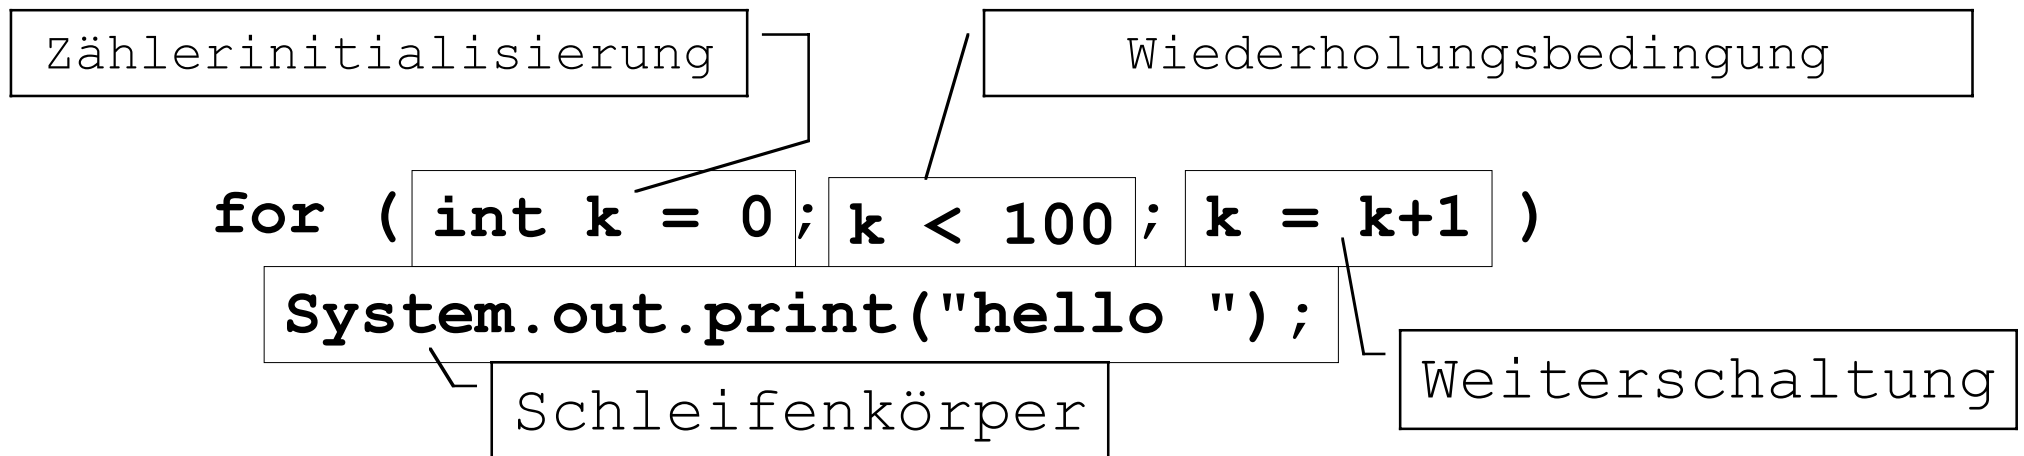 Zählerinitialisierung
Wiederholungsbedingung
for ( int k = 0; k < 100; k = k+1 )
System.out.print("hello ");
Weiterschaltung
Schleifenkörper